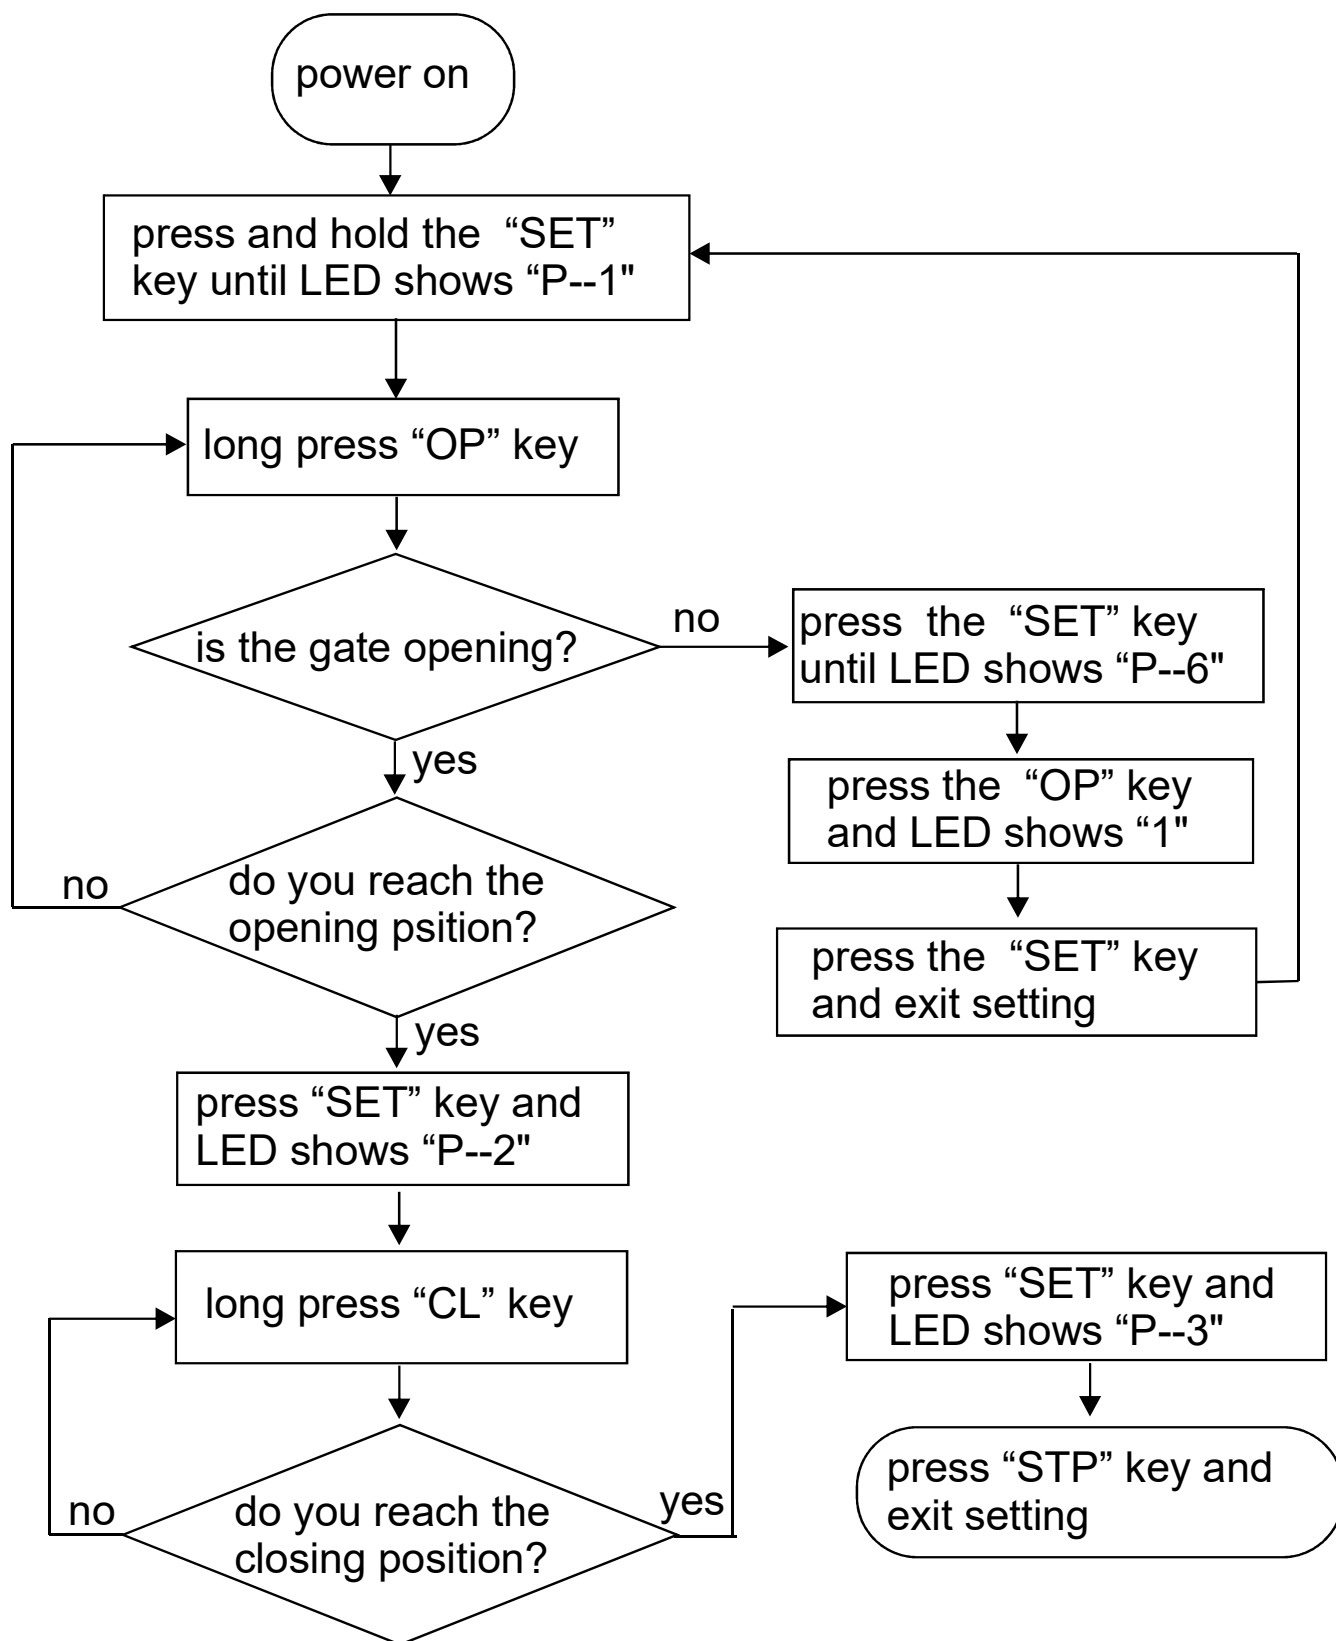 power on
press and hold the “SET”
key until LED shows “P--1"
long press “OP” key
is the gate opening?
no
press the “SET” key
until LED shows “P--6"
yes
press the “OP” key
and LED shows “1"
do you reach the
opening psition?
no
press the “SET” key
and exit setting
yes
press “SET” key and
LED shows “P--2"
long press “CL” key
press “SET” key and
LED shows “P--3"
do you reach the
closing position?
no
yes
press “STP” key and
exit setting